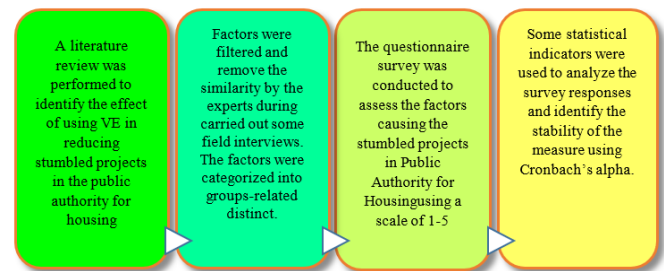 A literature
review was
performed to
identify the effect
of using VE in
reducing
stumbled projects
in the public
authority for
housing
Factors were
filtered and
remove the
similarity by the
experts during
carried out some
field interviews.
The factors were
categorized into
groups-related
distinct.
The questionnaire
survey was
conducted to
assess the factors
causing the
stumbled projects
in Public
Authority for
Housingusing a
scale of 1-5
Some statistical
indicators were
used to analyze the
survey responses
and identify the
stability of the
measure using
Cronbach’s alpha.